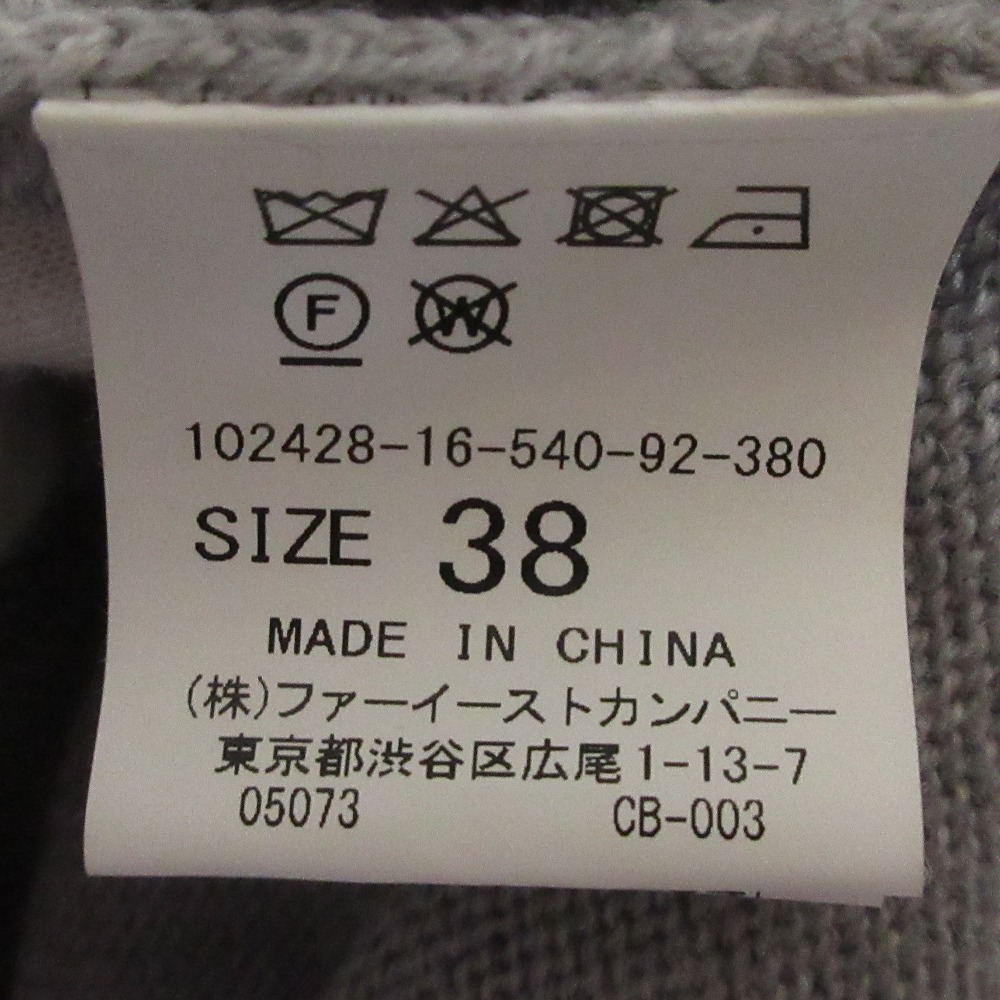 F W
102428-16-540-92-380
SIZE 38
MADE IN CHINA
(株)ファーイーストカンパニー
東京都渋谷区広尾1-13-7
05073 CB-003